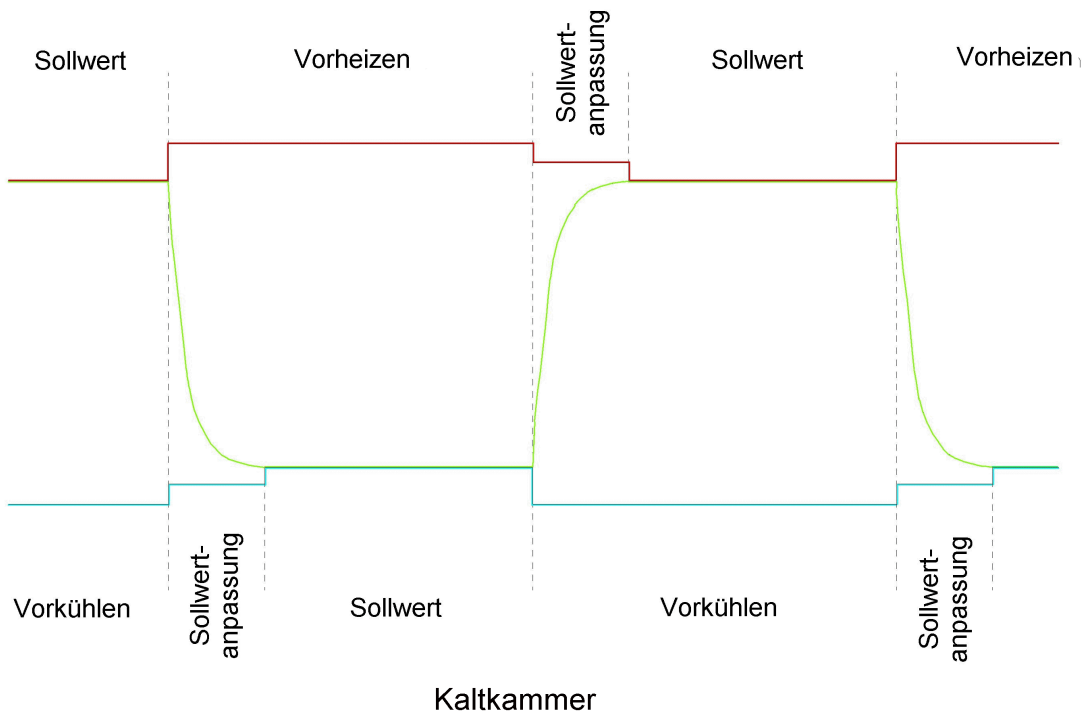 Sollwert
Vorheizen
Sollwert-
anpassung
Sollwert
Vorheizen
Vorkühlen
Sollwert-
anpassung
Sollwert
Vorkühlen
Sollwert-
anpassung
Kaltkammer